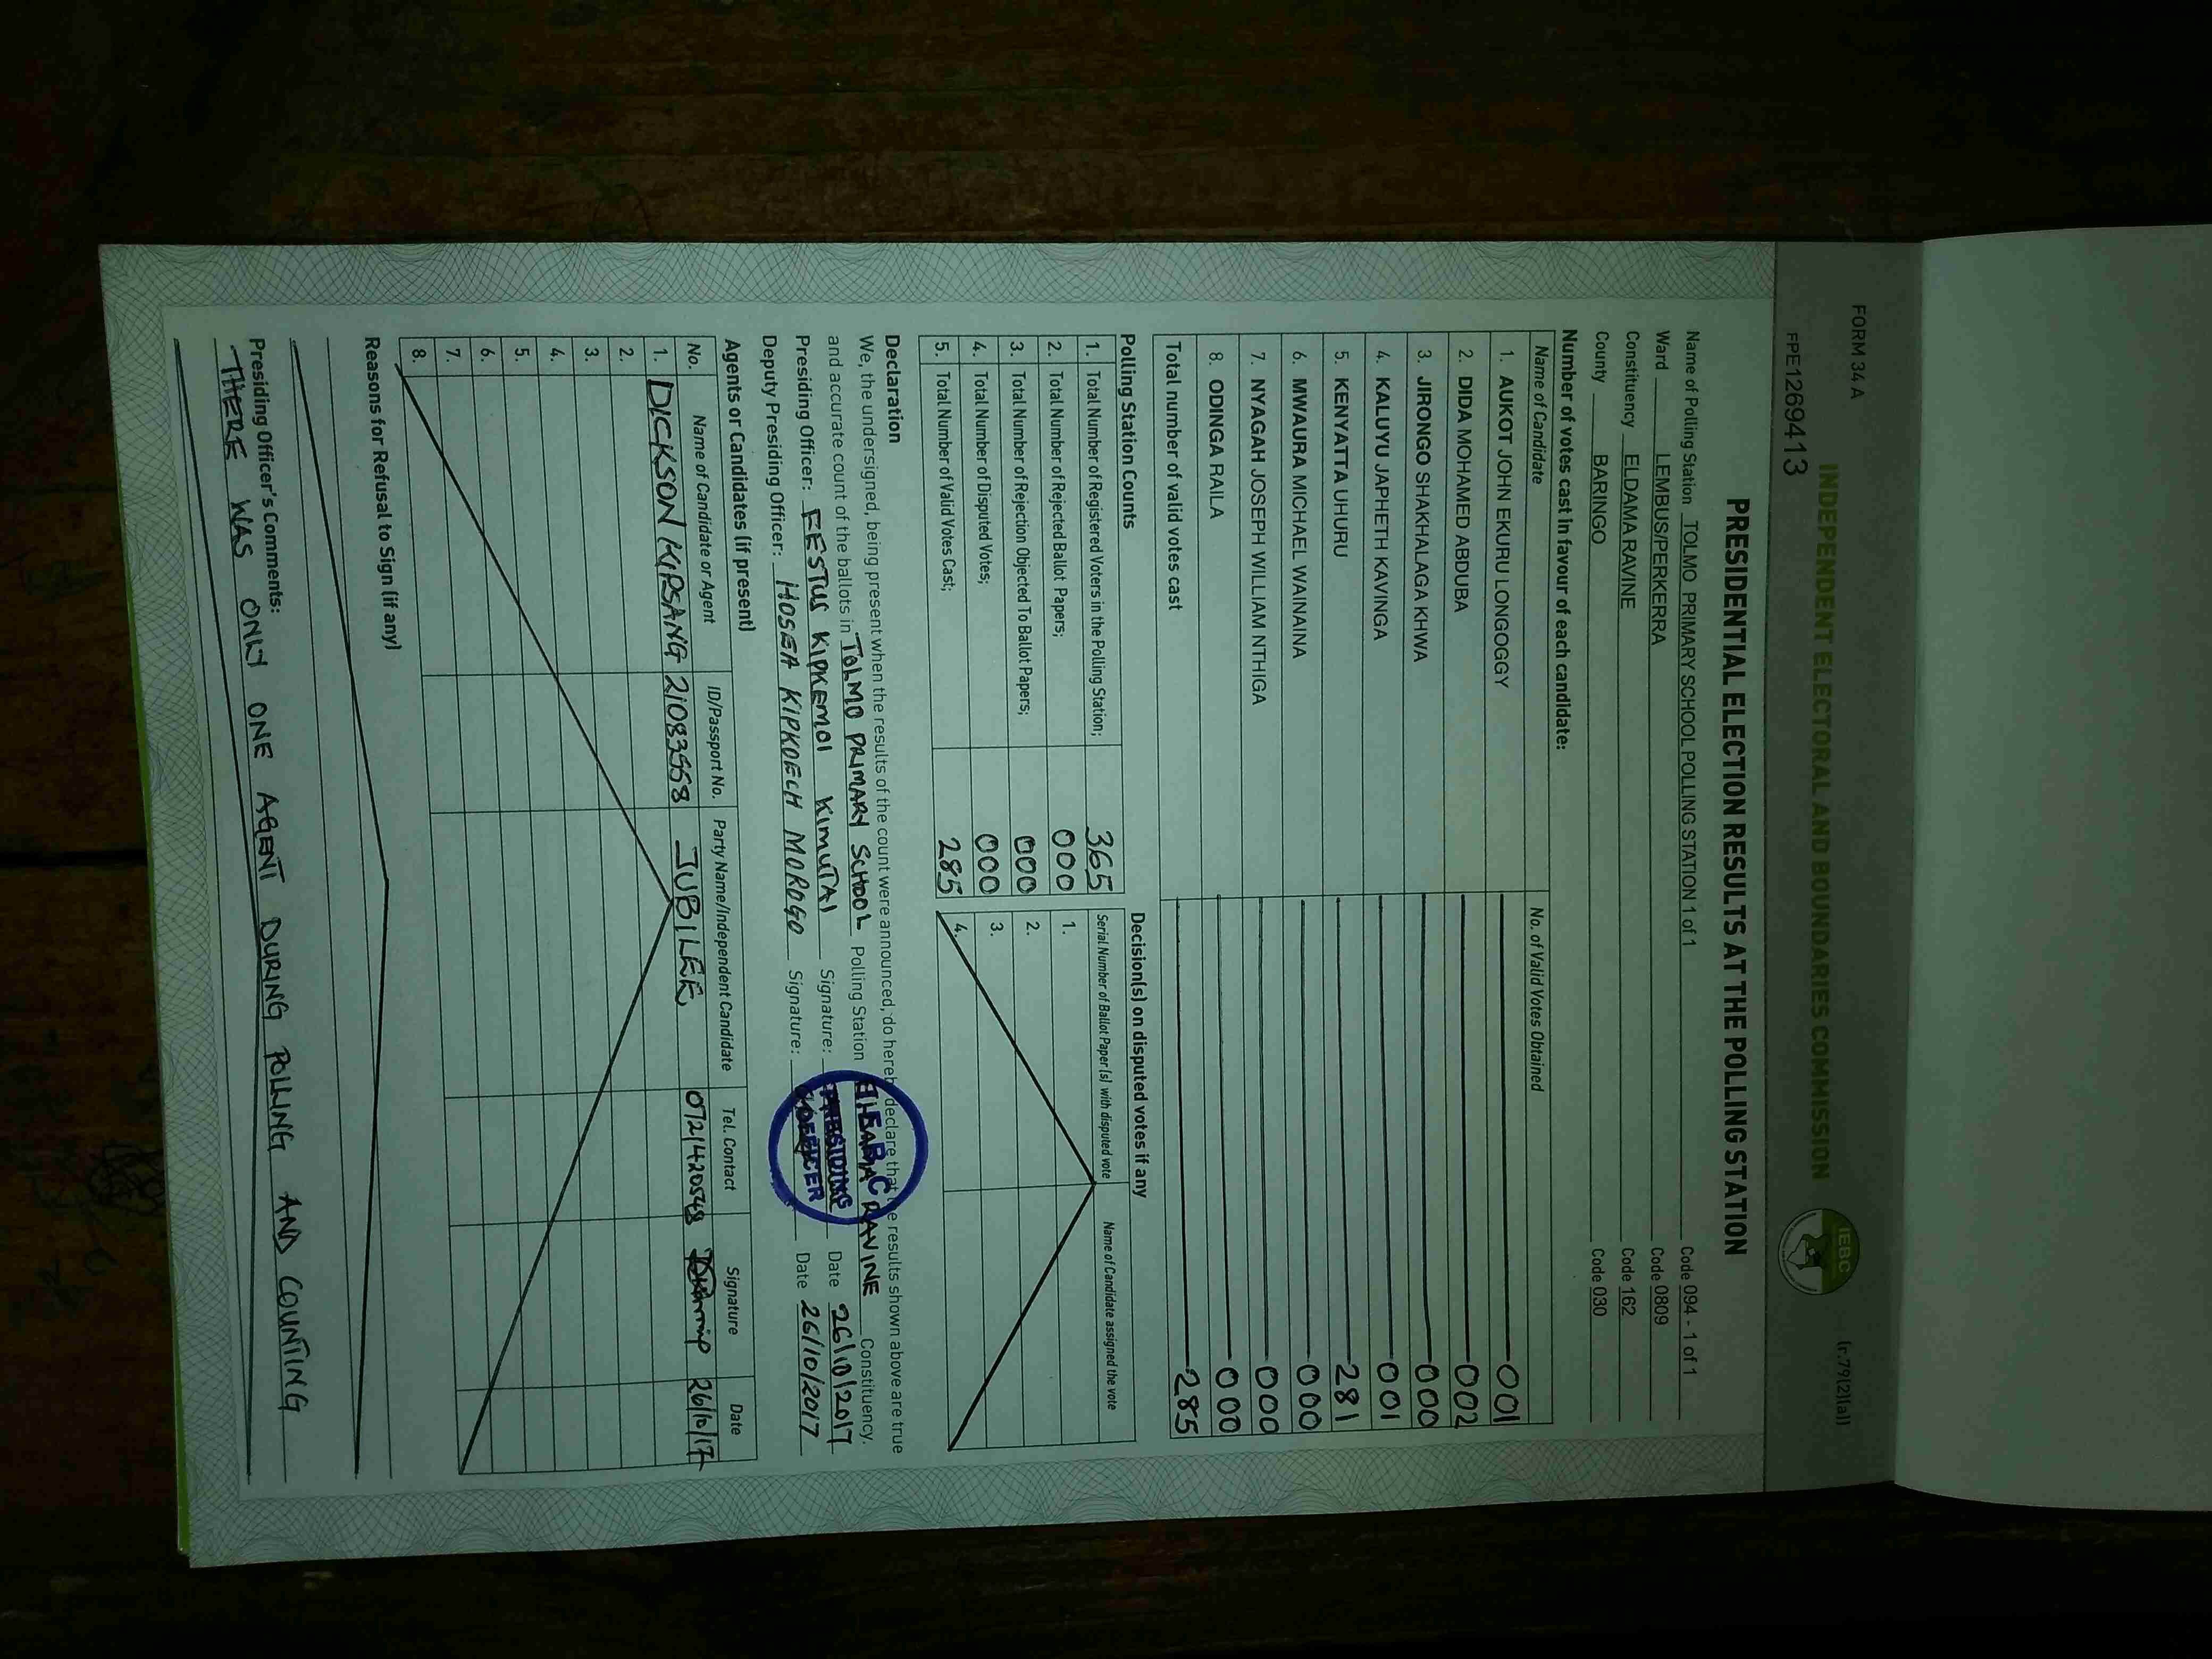 FORM 34 A
(r.79(2)(a))
INDEPENDENT ELECTORAL AND BOUNDARIES COMMISSION
IEBC
FPE1269413
PRESIDENTIAL ELECTION RESULTS AT THE POLLING STATION
Name of Polling Station TOLMO PRIMARY SCHOOL POLLING STATION 1 of 1 Code 094 - 1 of 1
Ward LEMBUS/PERKERRA Code 0809
Constituency ELDAMA RAVINE Code 162
County BARINGO Code 030
Number of votes cast in favour of each candidate:
Name of Candidate No. of Valid Votes Obtained
1. AUKOT JOHN EKURU LONGOGGY 001
2. DIDA MOHAMED ABDUBA 002
3. JIRONGO SHAKHALAGA KHWA 000
4. KALUYU JAPHETH KAVINGA 001
5. KENYATTA UHURU 281
6. MWAURA MICHAEL WAINAINA 000
7. NYAGAH JOSEPH WILLIAM NTHIGA 000
8. ODINGA RAILA 000
Total number of valid votes cast 285
Polling Station Counts
1. Total Number of Registered Voters in the Polling Station; 365
2. Total Number of Rejected Ballot Papers; 000
3. Total Number of Rejection Objected To Ballot Papers; 000
4. Total Number of Disputed Votes; 000
5. Total Number of Valid Votes Cast; 285
Decision(s) on disputed votes if any
Serial Number of Ballot Paper (s) with disputed vote Name of Candidate assigned the vote
1.
2.
3.
4.
Declaration
We, the undersigned, being present when the results of the count were announced, do hereby declare that the results shown above are true
and accurate count of the ballots in TOLMO PRIMARY SCHOOL Polling Station ELDAMA RAVINE Constituency.
Presiding Officer: FESTUS KIPKEMOI KIMUTAI Signature: Date 26/10/2017
Deputy Presiding Officer: HOSEA KIPKOECH MOROGO Signature: Date 26/10/2017
I.E.B.C
PRESIDING
OFFICER
Agents or Candidates (if present)
No. Name of Candidate or Agent ID/Passport No. Party Name/Independent Candidate Tel. Contact Signature Date
1. DICKSON KIPSANG 21083558 JUBILEE 0721420548 26/10/17
2.
3.
4.
5.
6.
7.
8.
Reasons for Refusal to Sign (if any)
Presiding Officer's Comments:
THERE WAS ONLY ONE AGENT DURING POLLING AND COUNTING